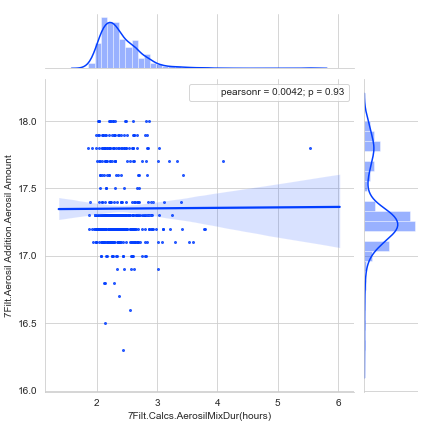 pearsonr = 0.0042; p = 0.93
18.0
17.5
17.0
16.5
16.0
7Filt.Aerosil Addition.Aerosil Amount
2 3 4 5 6
7Filt.Calcs.AerosilMixDur(hours)